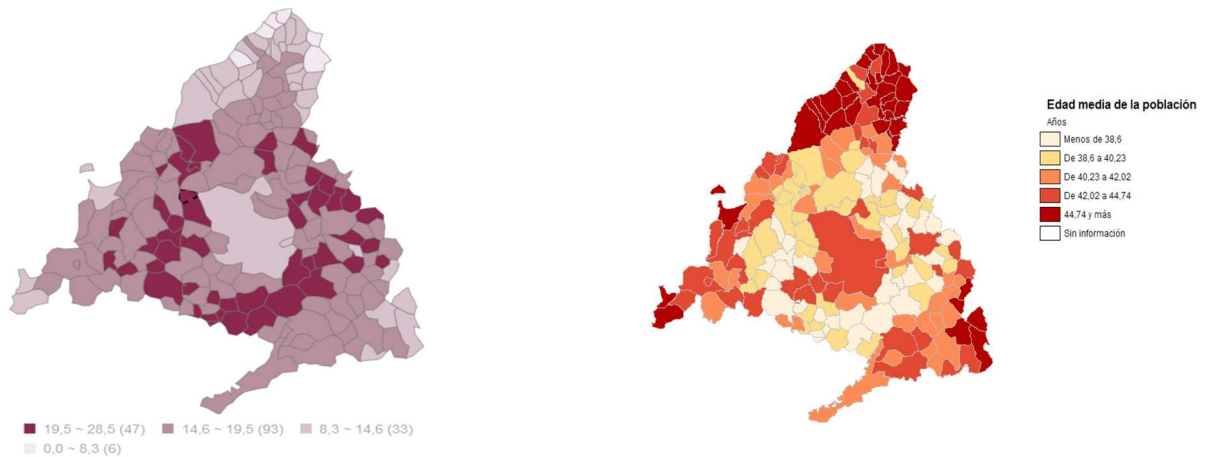 19,5 ~ 28,5 (47) 14,6 ~ 19,5 (93) 8,3 ~ 14,6 (33)
0,0 ~ 8,3 (6)
Edad media de la población
Años
Menos de 38,6
De 38,6 a 40,23
De 40,23 a 42,02
De 42,02 a 44,74
44,74 y más
Sin información